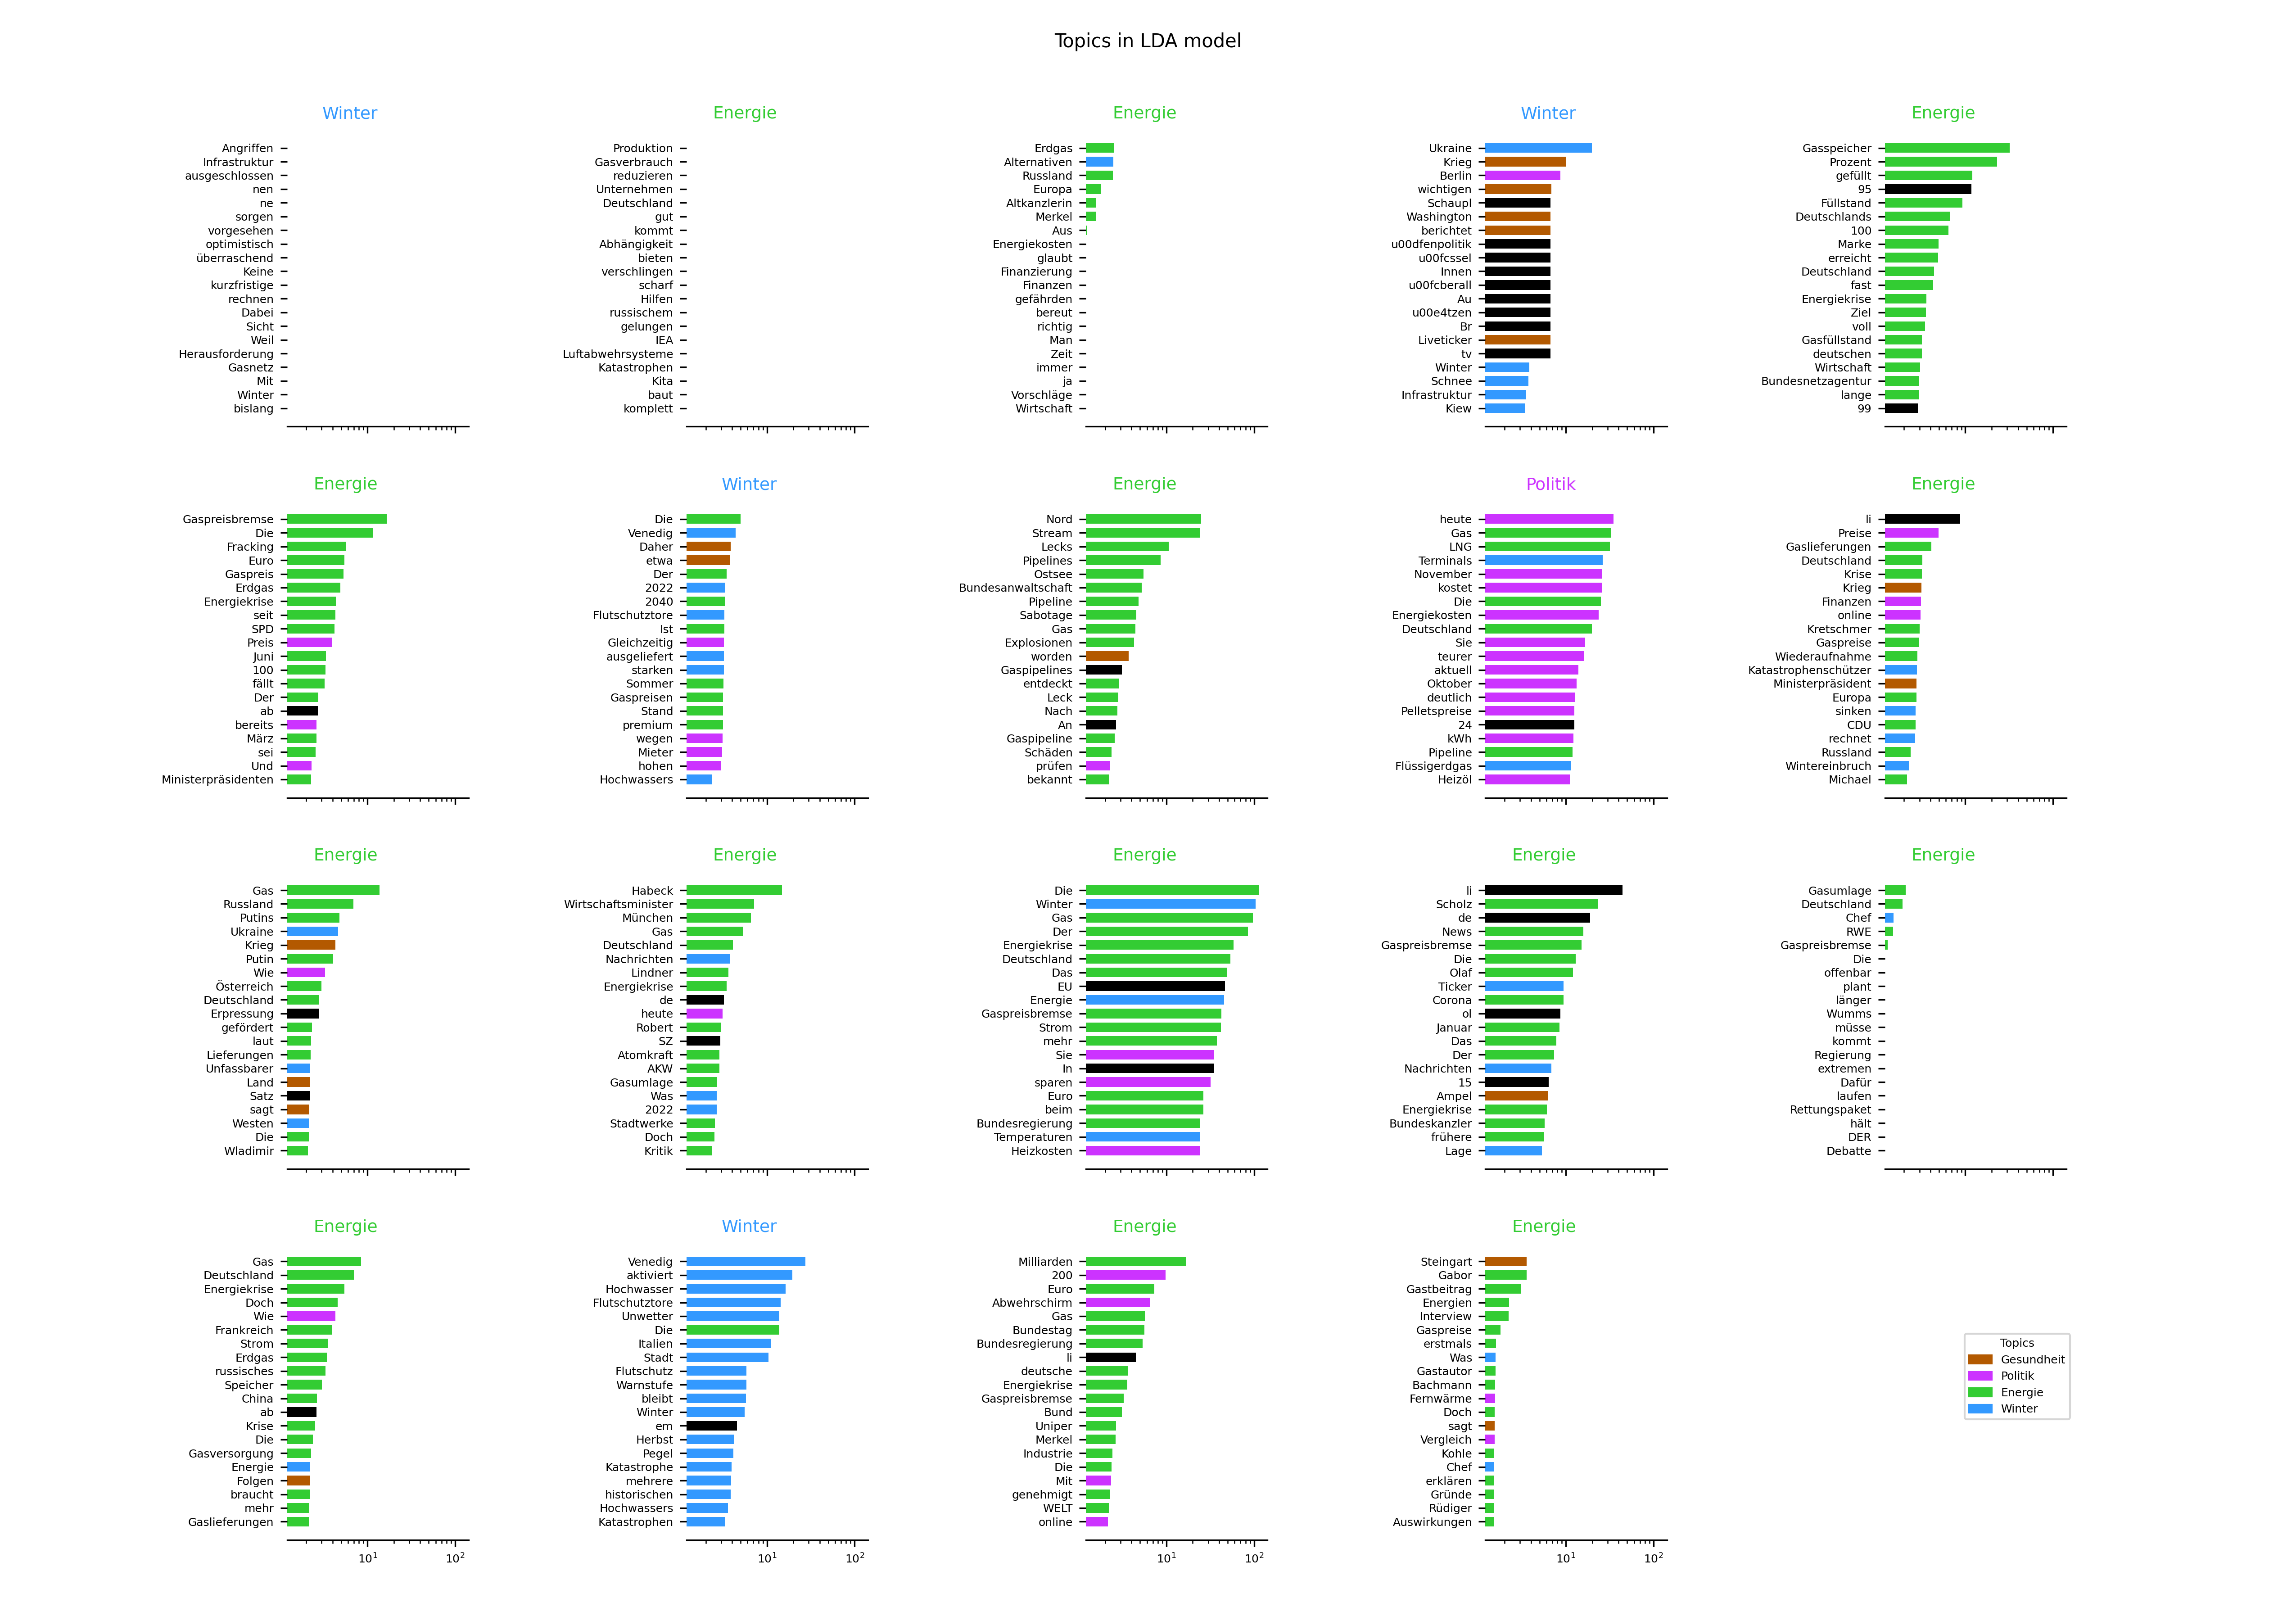 Topics in LDA model
Winter
Angriffen
Infrastruktur
ausgeschlossen
nen
ne
sorgen
vorgesehen
optimistisch
überraschend
Keine
kurzfristige
rechnen
Dabei
Sicht
Weil
Herausforderung
Gasnetz
Mit
Winter
bislang
Energie
Produktion
Gasverbrauch
reduzieren
Unternehmen
Deutschland
gut
kommt
Abhängigkeit
bieten
verschlingen
scharf
Hilfen
russischem
gelungen
IEA
Luftabwehrsysteme
Katastrophen
Kita
baut
komplett
Energie
Erdgas
Alternativen
Russland
Europa
Altkanzlerin
Merkel
Aus
Energiekosten
glaubt
Finanzierung
Finanzen
gefährden
bereut
richtig
Man
Zeit
immer
ja
Vorschläge
Wirtschaft
Winter
Ukraine
Krieg
Berlin
wichtigen
Schaupl
Washington
berichtet
u00dfenpolitik
u00fcssel
Innen
u00fcberall
Au
u00e4tzen
Br
Liveticker
tv
Winter
Schnee
Infrastruktur
Kiew
Energie
Gasspeicher
Prozent
gefüllt
95
Füllstand
Deutschlands
100
Marke
erreicht
Deutschland
fast
Energiekrise
Ziel
voll
Gasfüllstand
deutschen
Wirtschaft
Bundesnetzagentur
lange
99
Energie
Gaspreisbremse
Die
Fracking
Euro
Gaspreis
Erdgas
Energiekrise
seit
SPD
Preis
Juni
100
fällt
Der
ab
bereits
März
sei
Und
Ministerpräsidenten
Winter
Die
Venedig
Daher
etwa
Der
2022
2040
Flutschutztore
Ist
Gleichzeitig
ausgeliefert
starken
Sommer
Gaspreisen
Stand
premium
wegen
Mieter
hohen
Hochwassers
Energie
Nord
Stream
Lecks
Pipelines
Ostsee
Bundesanwaltschaft
Pipeline
Sabotage
Gas
Explosionen
worden
Gaspipelines
entdeckt
Leck
Nach
An
Gaspipeline
Schäden
prüfen
bekannt
Politik
heute
Gas
LNG
Terminals
November
kostet
Die
Energiekosten
Deutschland
Sie
teurer
aktuell
Oktober
deutlich
Pelletspreise
24
kWh
Pipeline
Flüssigerdgas
Heizöl
Energie
li
Preise
Gaslieferungen
Deutschland
Krise
Krieg
Finanzen
online
Kretschmer
Gaspreise
Wiederaufnahme
Katastrophenschützer
Ministerpräsident
Europa
sinken
CDU
rechnet
Russland
Wintereinbruch
Michael
Energie
Gas
Russland
Putins
Ukraine
Krieg
Putin
Wie
Österreich
Deutschland
Erpressung
gefördert
laut
Lieferungen
Unfassbarer
Land
Satz
sagt
Westen
Die
Wladimir
Energie
Habeck
Wirtschaftsminister
München
Gas
Deutschland
Nachrichten
Lindner
Energiekrise
de
heute
Robert
SZ
Atomkraft
AKW
Gasumlage
Was
2022
Stadtwerke
Doch
Kritik
Energie
Die
Winter
Gas
Der
Energiekrise
Deutschland
Das
EU
Energie
Gaspreisbremse
Strom
mehr
Sie
In
sparen
Euro
beim
Bundesregierung
Temperaturen
Heizkosten
Energie
li
Scholz
de
News
Gaspreisbremse
Die
Olaf
Ticker
Corona
ol
Januar
Das
Der
Nachrichten
15
Ampel
Energiekrise
Bundeskanzler
frühere
Lage
Energie
Gasumlage
Deutschland
Chef
RWE
Gaspreisbremse
Die
offenbar
plant
länger
Wumms
müsse
kommt
Regierung
extremen
Dafür
laufen
Rettungspaket
hält
DER
Debatte
Energie
Gas
Deutschland
Energiekrise
Doch
Wie
Frankreich
Strom
Erdgas
russisches
Speicher
China
ab
Krise
Die
Gasversorgung
Energie
Folgen
braucht
mehr
Gaslieferungen
10¹ 10²
Winter
Venedig
aktiviert
Hochwasser
Flutschutztore
Unwetter
Die
Italien
Stadt
Flutschutz
Warnstufe
bleibt
Winter
em
Herbst
Pegel
Katastrophe
mehrere
historischen
Hochwassers
Katastrophen
10¹ 10²
Energie
Milliarden
200
Euro
Abwehrschirm
Gas
Bundestag
Bundesregierung
li
deutsche
Energiekrise
Gaspreisbremse
Bund
Uniper
Merkel
Industrie
Die
Mit
genehmigt
WELT
online
10¹ 10²
Energie
Steingart
Gabor
Gastbeitrag
Energien
Interview
Gaspreise
erstmals
Was
Gastautor
Bachmann
Fernwärme
Doch
sagt
Vergleich
Kohle
Chef
erklären
Gründe
Rüdiger
Auswirkungen
10¹ 10²
Topics
Gesundheit
Politik
Energie
Winter